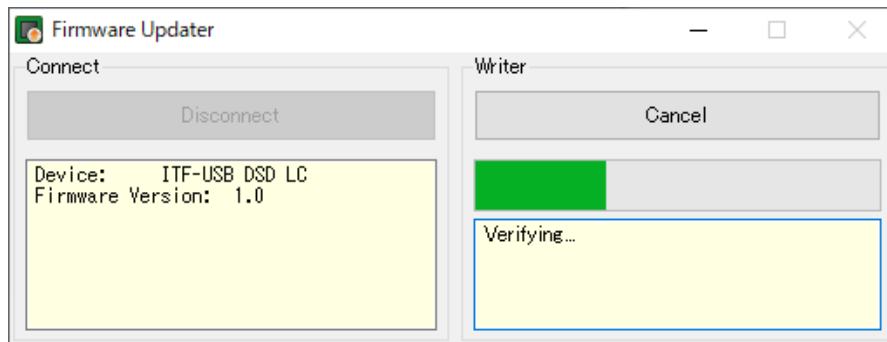 Firmware Updater
Connect
Disconnect
Device:     ITF-USB DSD LC
Firmware Version:  1.0
Writer
Cancel
Verifying…